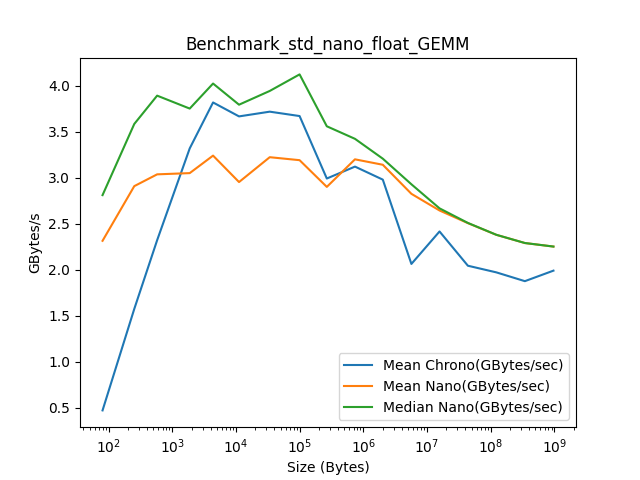 Benchmark_std_nano_float_GEMM
GBytes/s
4.0
3.5
3.0
2.5
2.0
1.5
1.0
0.5
Mean Chrono(GBytes/sec)
Mean Nano(GBytes/sec)
Median Nano(GBytes/sec)
10² 10³ 10⁴ 10⁵ 10⁶ 10⁷ 10⁸ 10⁹
Size (Bytes)